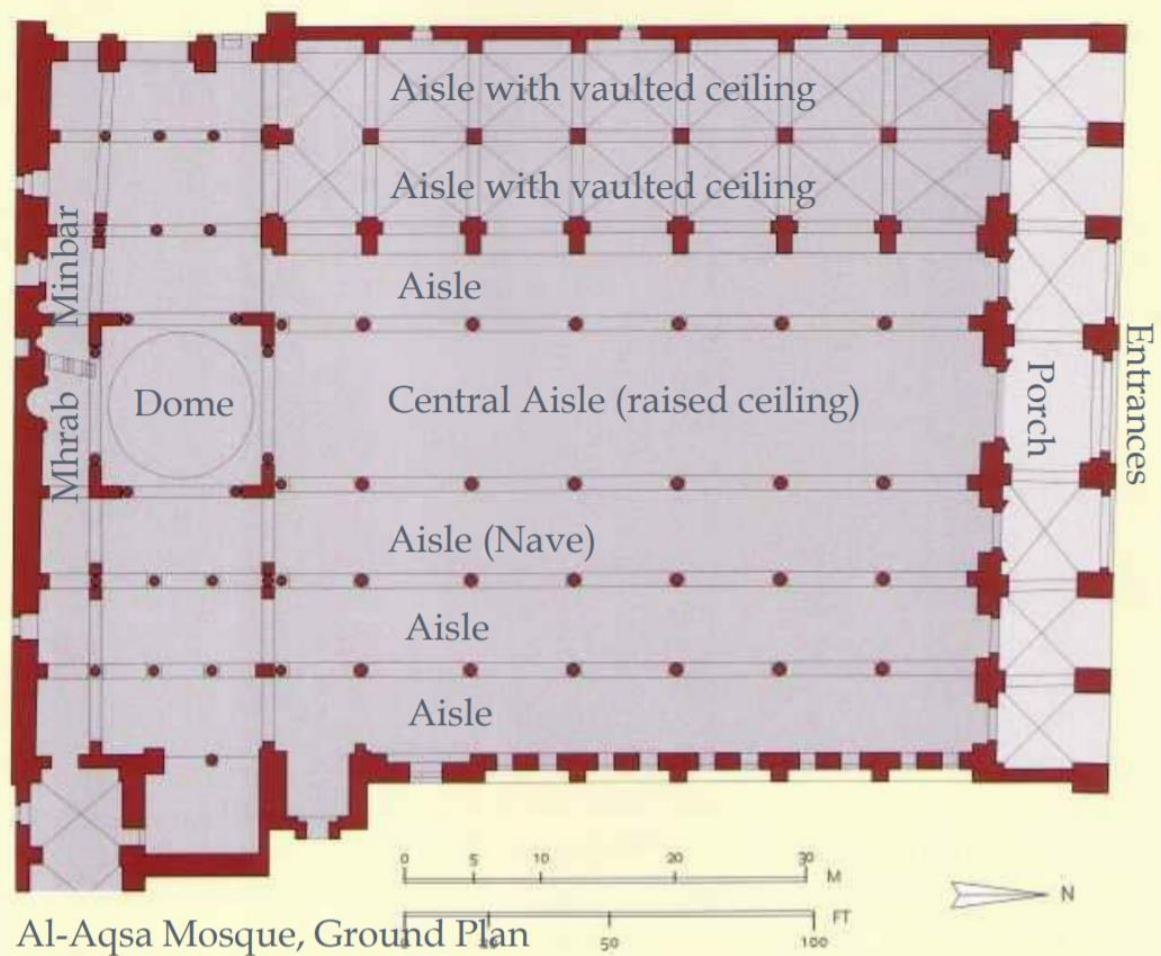 Aisle with vaulted ceiling
Aisle with vaulted ceiling
Minbar
Aisle
Mhrab
Dome
Central Aisle (raised ceiling)
Porch
Entrances
Aisle (Nave)
Aisle
Aisle
0 5 10 20 30
M
N
Al-Aqsa Mosque, Ground Plan
FT
50 100